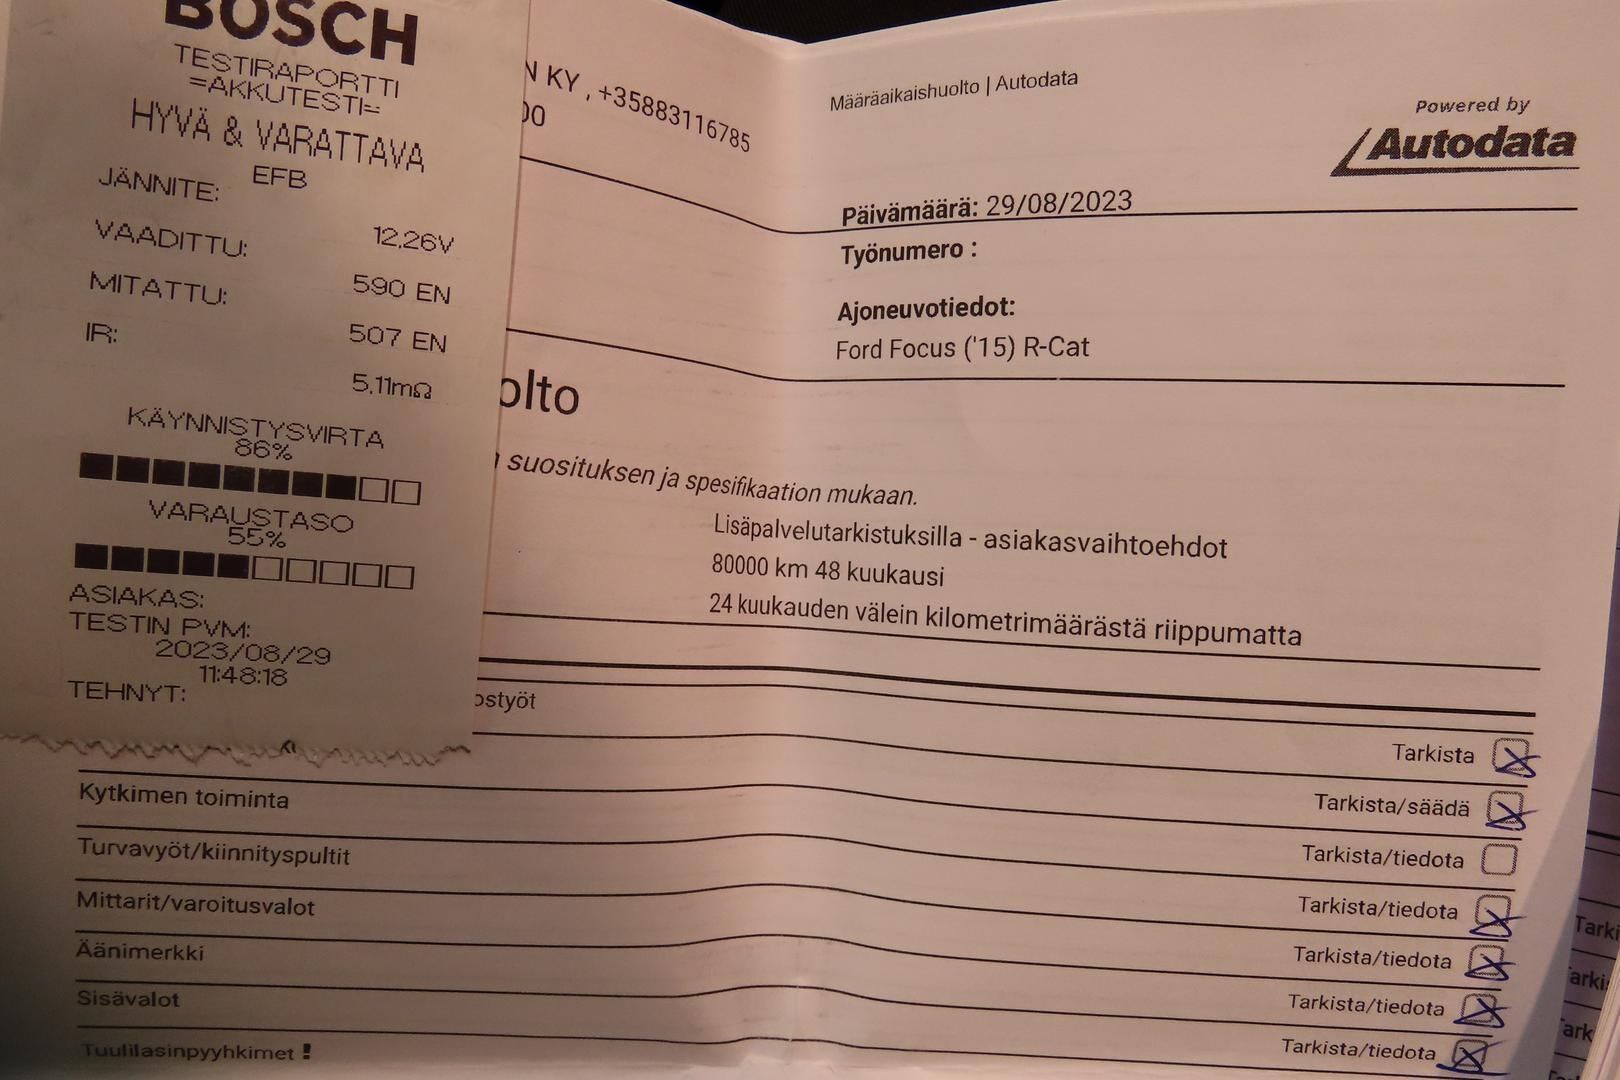 BOSCH
TESTIRAPORTTI
=AKKUTESTI=
HYVÄ & VARATTAVA
EFB
JÄNNITE:
12.26V
VAADITTU:
590 EN
MITATTU:
507 EN
IR:
5.11mΩ
KÄYNNISTYSVIRTA
86%
VARAUSTASO
55%
ASIAKAS:
TESTIN PVM:
2023/08/29
11:48:18
TEHNYT:
N KY , +35883116785
00
Määräaikaishuolto | Autodata
Powered by
Autodata
Päivämäärä: 29/08/2023
Työnumero :
Ajoneuvotiedot:
Ford Focus ('15) R-Cat
olto
suosituksen ja spesifikaation mukaan.
Lisäpalvelutarkistuksilla - asiakasvaihtoehdot
80000 km 48 kuukausi
24 kuukauden välein kilometrimäärästä riippumatta
ostyöt
Tarkista
Kytkimen toiminta Tarkista/säädä
Turvavyöt/kiinnityspultit Tarkista/tiedota
Mittarit/varoitusvalot Tarkista/tiedota
Äänimerkki Tarkista/tiedota
Sisävalot Tarkista/tiedota
Tuulilasinpyyhkimet ! Tarkista/tiedota
Tarki
Tarkis
Tark